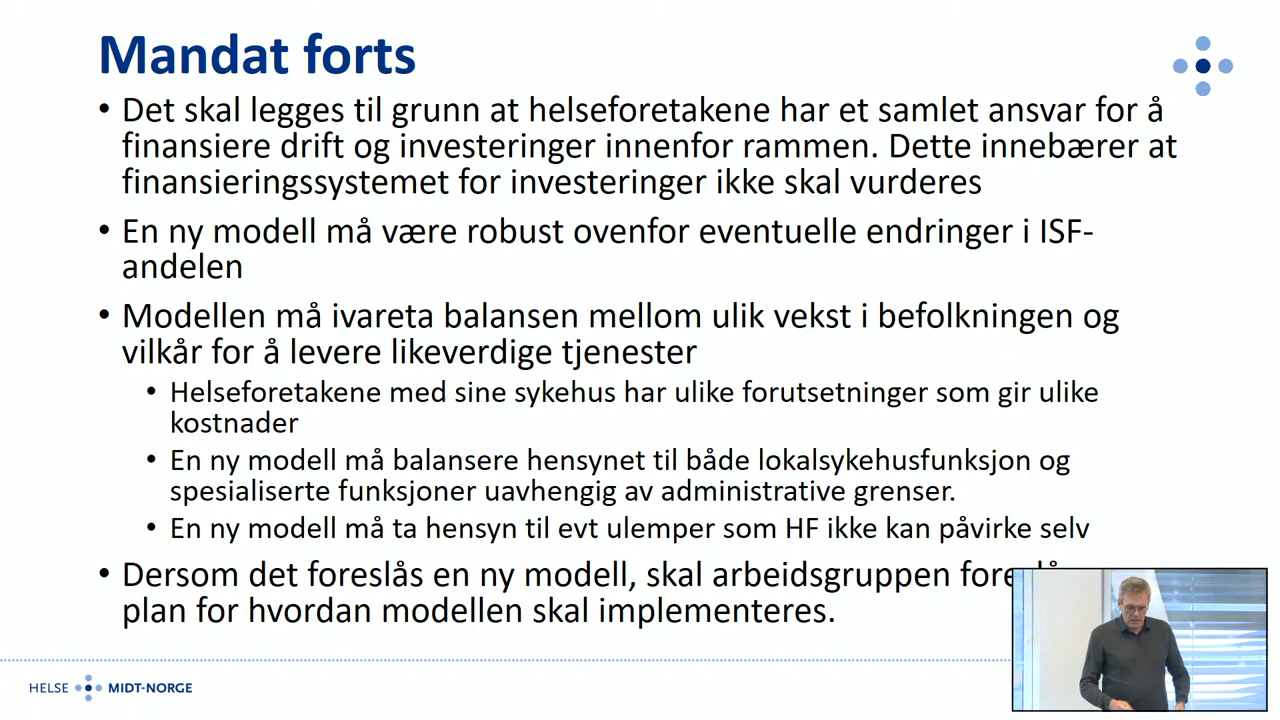 Mandat forts
• Det skal legges til grunn at helseforetakene har et samlet ansvar for å
finansiere drift og investeringer innenfor rammen. Dette innebærer at
finansieringssystemet for investeringer ikke skal vurderes
• En ny modell må være robust ovenfor eventuelle endringer i ISF-
andelen
• Modellen må ivareta balansen mellom ulik vekst i befolkningen og
vilkår for å levere likeverdige tjenester
• Helseforetakene med sine sykehus har ulike forutsetninger som gir ulike
kostnader
• En ny modell må balansere hensynet til både lokalsykehusfunksjon og
spesialiserte funksjoner uavhengig av administrative grenser.
• En ny modell må ta hensyn til evt ulemper som HF ikke kan påvirke selv
• Dersom det foreslås en ny modell, skal arbeidsgruppen
plan for hvordan modellen skal implementeres.
HELSE MIDT-NORGE